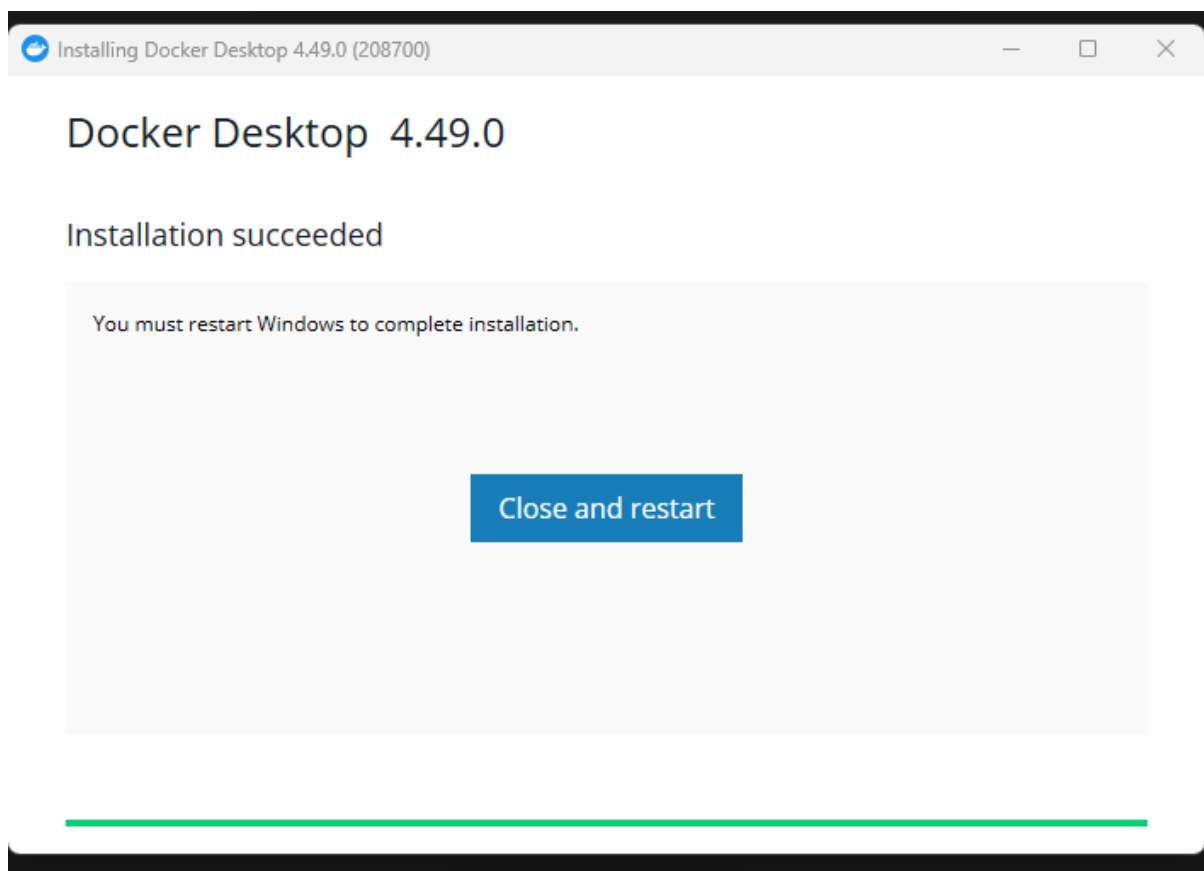 Installing Docker Desktop 4.49.0 (208700)
Docker Desktop 4.49.0
Installation succeeded
You must restart Windows to complete installation.
Close and restart